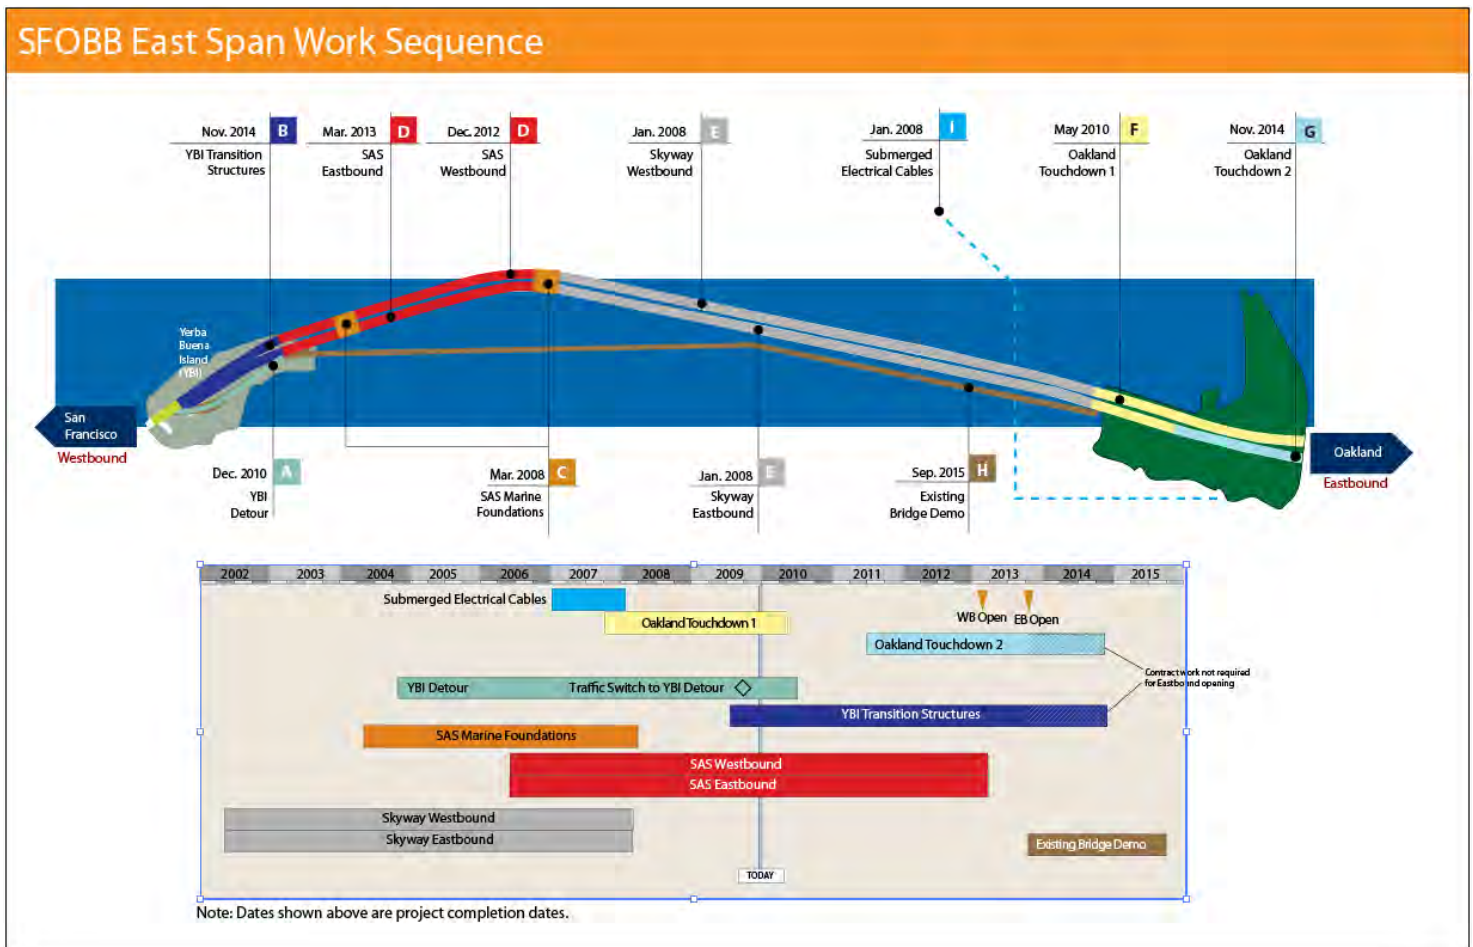 SFOBB East Span Work Sequence
Nov. 2014 B
YBI Transition
Structures
Mar. 2013 D
SAS
Eastbound
Dec. 2012 D
SAS
Westbound
Jan. 2008 E
Skyway
Westbound
Jan. 2008 I
Submerged
Electrical Cables
May 2010 F
Oakland
Touchdown 1
Nov. 2014 G
Oakland
Touchdown 2
Yerba
Buena
Island
(YBI)
San
Francisco
Westbound
Oakland
Eastbound
Dec. 2010 A
YBI
Detour
Mar. 2008 C
SAS Marine
Foundations
Jan. 2008 E
Skyway
Eastbound
Sep. 2015 H
Existing
Bridge Demo
2002 2003 2004 2005 2006 2007 2008 2009 2010 2011 2012 2013 2014 2015
Submerged Electrical Cables
Oakland Touchdown 1
WB Open EB Open
Oakland Touchdown 2
Contract work not required
for Eastbound opening
YBI Detour Traffic Switch to YBI Detour
YBI Transition Structures
SAS Marine Foundations
SAS Westbound
SAS Eastbound
Skyway Westbound
Skyway Eastbound
Existing Bridge Demo
TODAY
Note: Dates shown above are project completion dates.